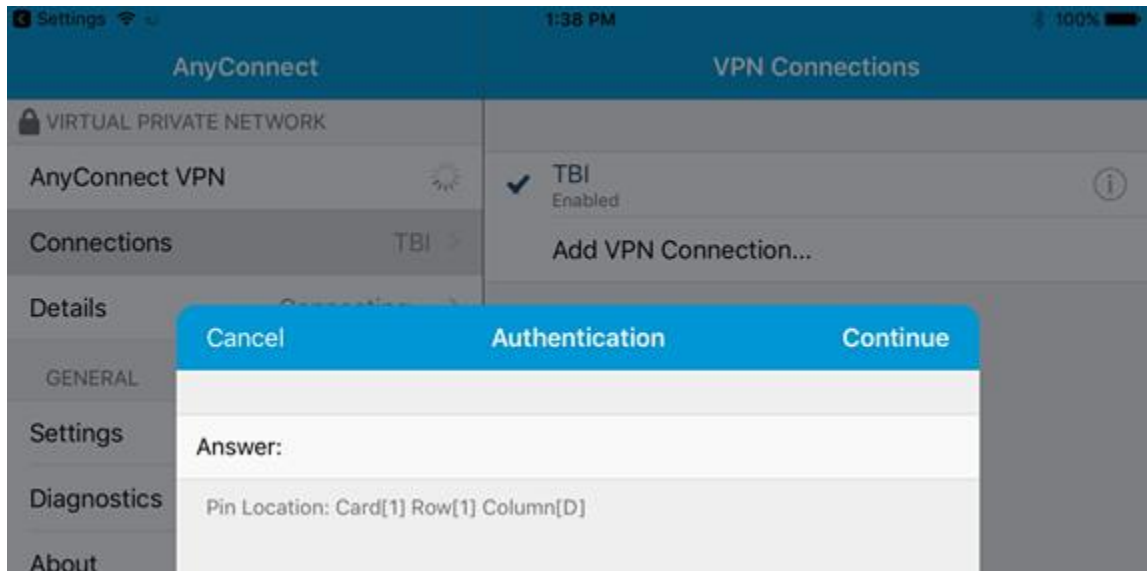 Settings 1:38 PM 100%
AnyConnect
VPN Connections
VIRTUAL PRIVATE NETWORK
AnyConnect VPN
Connections TBI
Details
GENERAL
Settings
Diagnostics
About
TBI
Enabled
Add VPN Connection...
Cancel Authentication Continue
Answer:
Pin Location: Card[1] Row[1] Column[D]